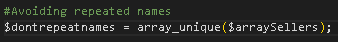 #Avoiding repeated names
$dontrepeatnames = array_unique($arraySellers);